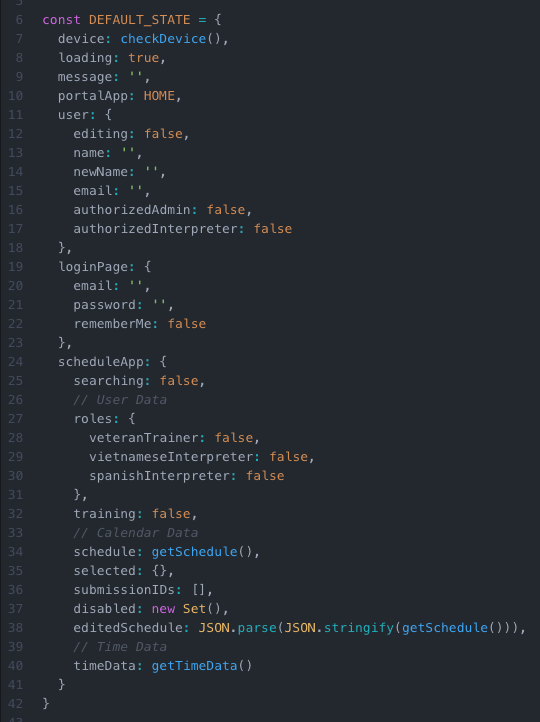 6 const DEFAULT_STATE = {
7   device: checkDevice(),
8   loading: true,
9   message: '',
10   portalApp: HOME,
11   user: {
12     editing: false,
13     name: '',
14     newName: '',
15     email: '',
16     authorizedAdmin: false,
17     authorizedInterpreter: false
18   },
19   loginPage: {
20     email: '',
21     password: '',
22     rememberMe: false
23   },
24   scheduleApp: {
25     searching: false,
26     // User Data
27     roles: {
28       veteranTrainer: false,
29       vietnameseInterpreter: false,
30       spanishInterpreter: false
31     },
32     training: false,
33     // Calendar Data
34     schedule: getSchedule(),
35     selected: {},
36     submissionIDs: [],
37     disabled: new Set(),
38     editedSchedule: JSON.parse(JSON.stringify(getSchedule())),
39     // Time Data
40     timeData: getTimeData()
41   }
42 }